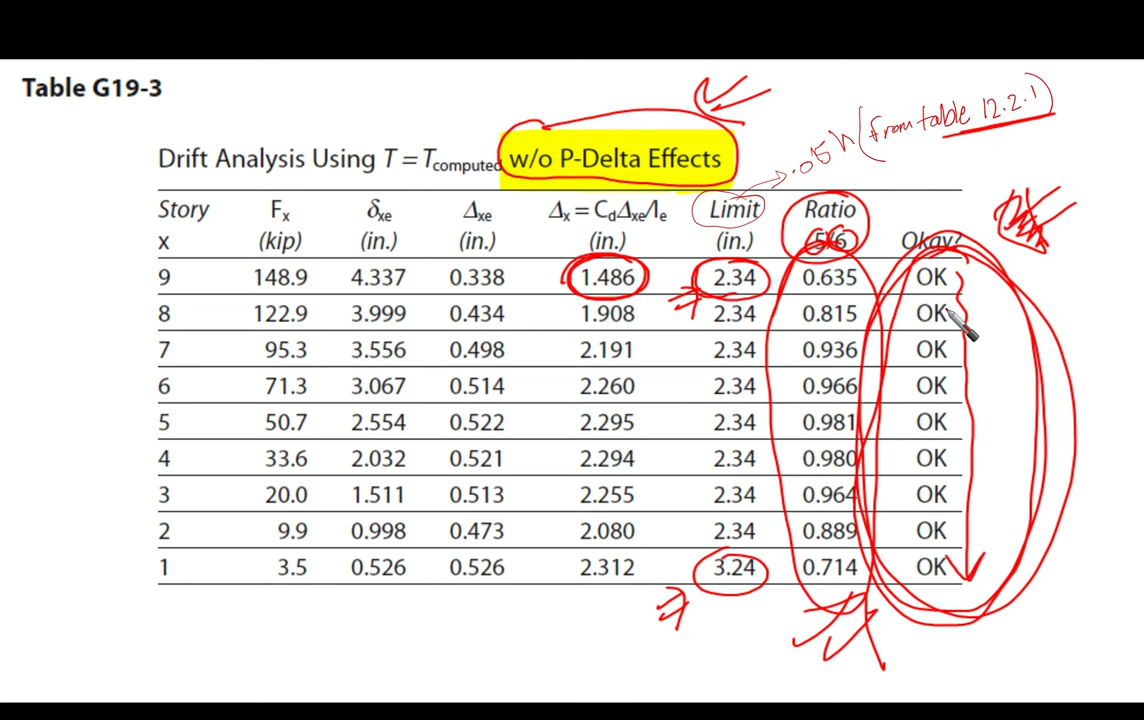 Table G19-3
.05h (from table 12.2.1)
Drift Analysis Using T = Tcomputed w/o P-Delta Effects
Story Fx δxe Δxe Δx = CdΔxe/Ie Limit Ratio
x (kip) (in.) (in.) (in.) (in.) 5/6 Okay?
9 148.9 4.337 0.338 1.486 2.34 0.635 OK
8 122.9 3.999 0.434 1.908 2.34 0.815 OK
7 95.3 3.556 0.498 2.191 2.34 0.936 OK
6 71.3 3.067 0.514 2.260 2.34 0.966 OK
5 50.7 2.554 0.522 2.295 2.34 0.981 OK
4 33.6 2.032 0.521 2.294 2.34 0.980 OK
3 20.0 1.511 0.513 2.255 2.34 0.964 OK
2 9.9 0.998 0.473 2.080 2.34 0.889 OK
1 3.5 0.526 0.526 2.312 3.24 0.714 OK